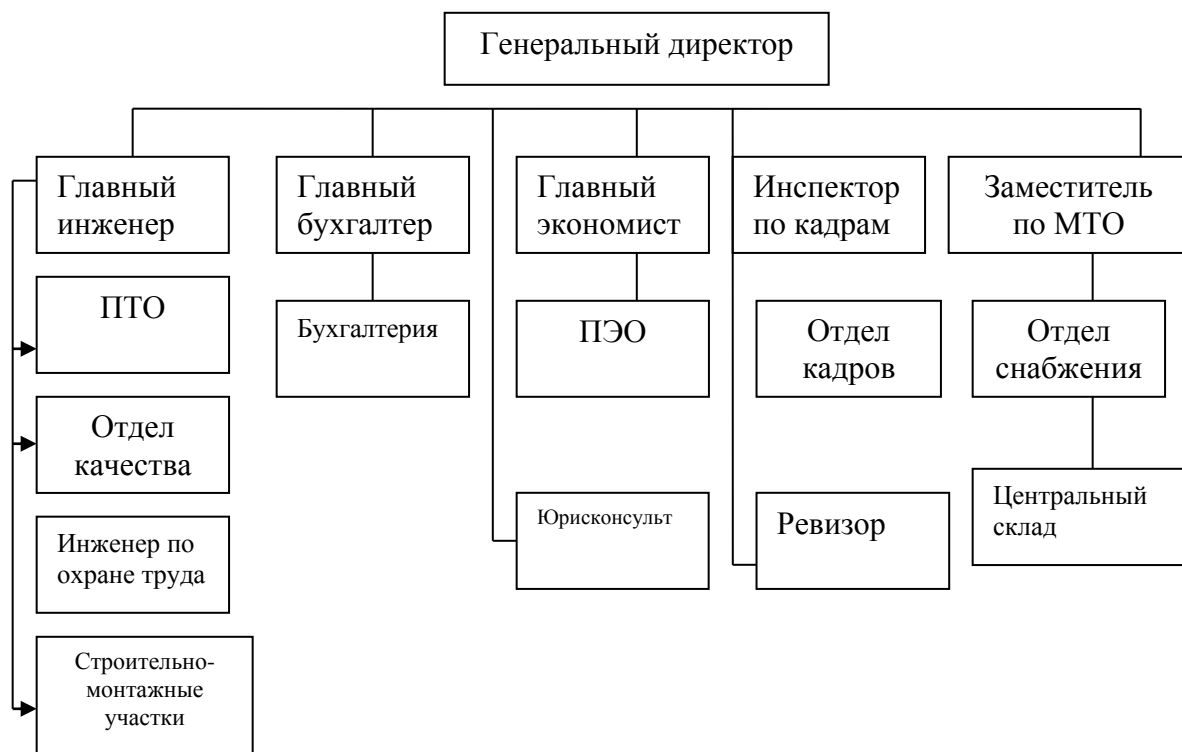 Генеральный директор
Главный
инженер
Главный
бухгалтер
Главный
экономист
Инспектор
по кадрам
Заместитель
по МТО
ПТО
Бухгалтерия
ПЭО
Отдел
кадров
Отдел
снабжения
Отдел
качества
Юрисконсульт
Ревизор
Центральный
склад
Инженер по
охране труда
Строительно-
монтажные
участки